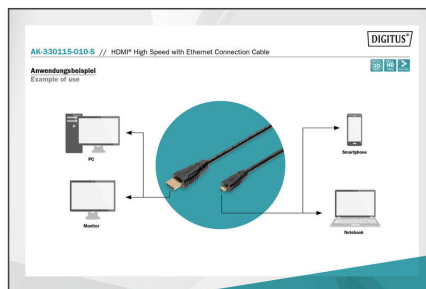 DIGITUS®
AK-330115-010-S // HDMI® High Speed with Ethernet Connection Cable
Anwendungsbeispiel
Example of use
3D
HD
PC
Smartphone
Monitor
Notebook